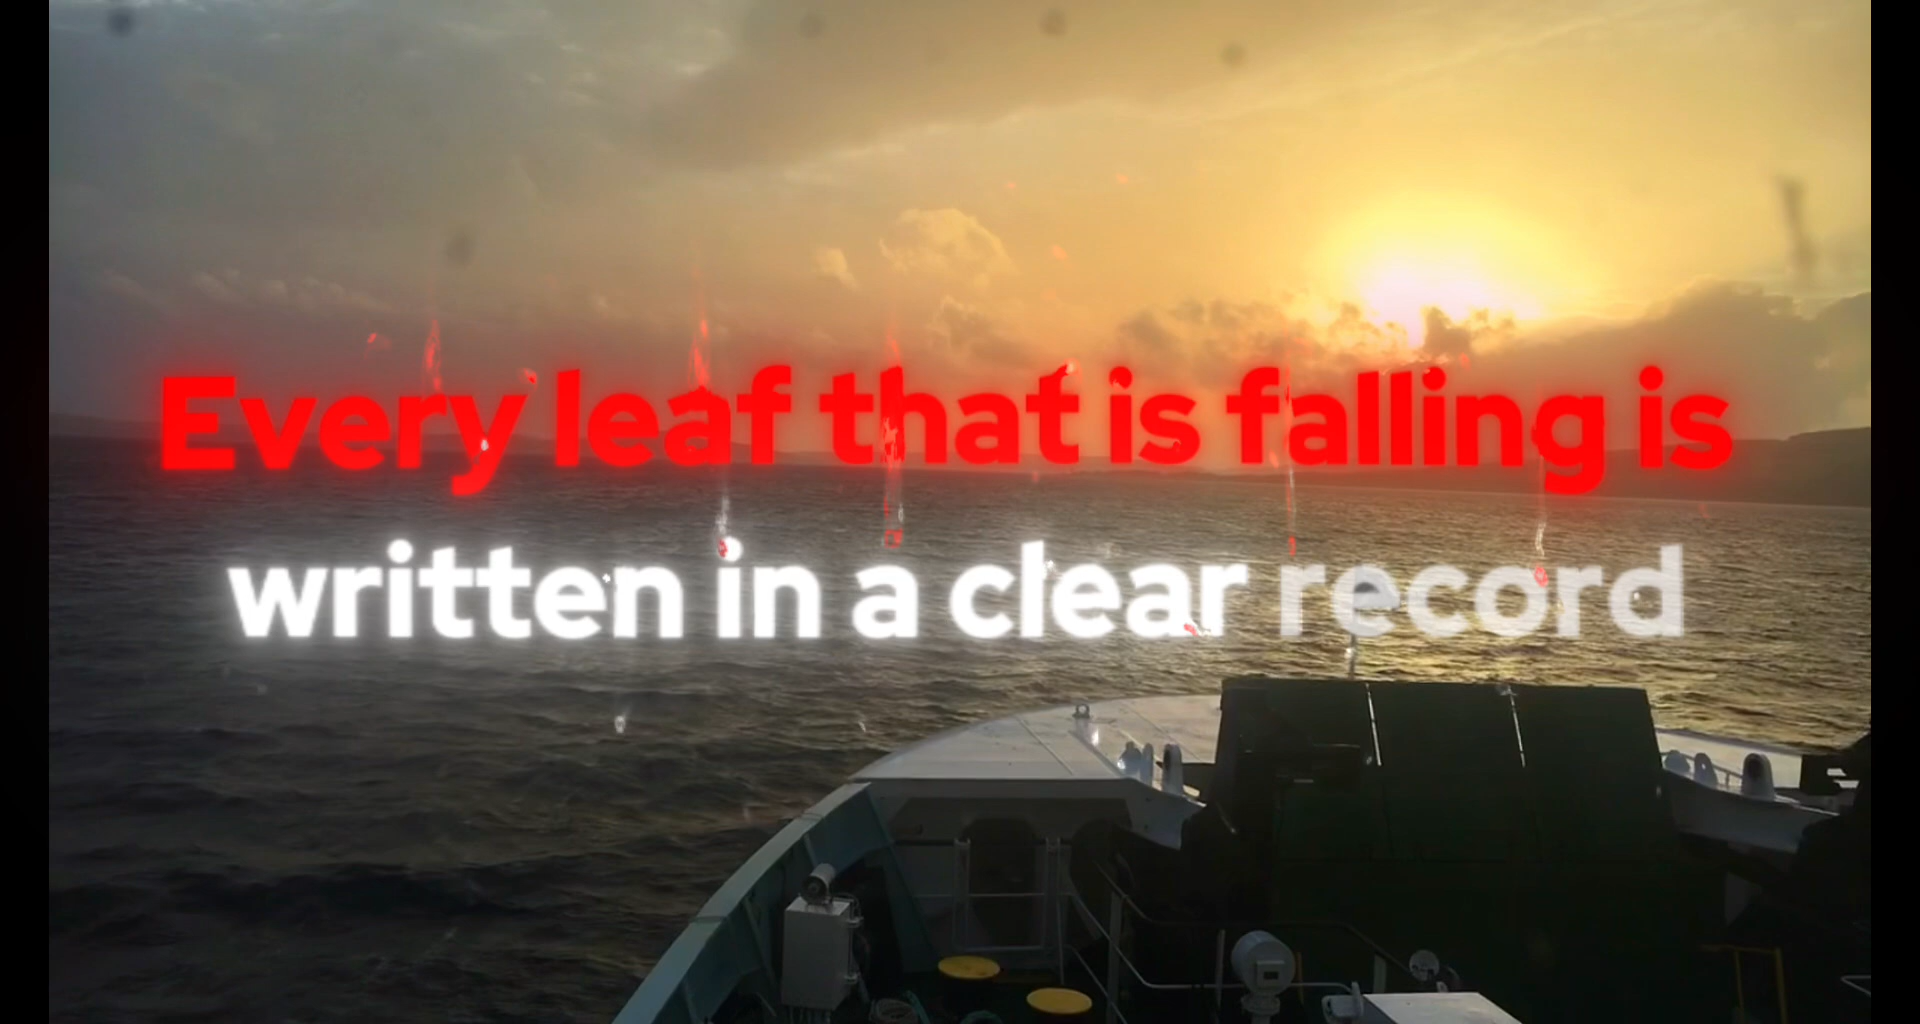 Every leaf that is falling is
written in a clear record